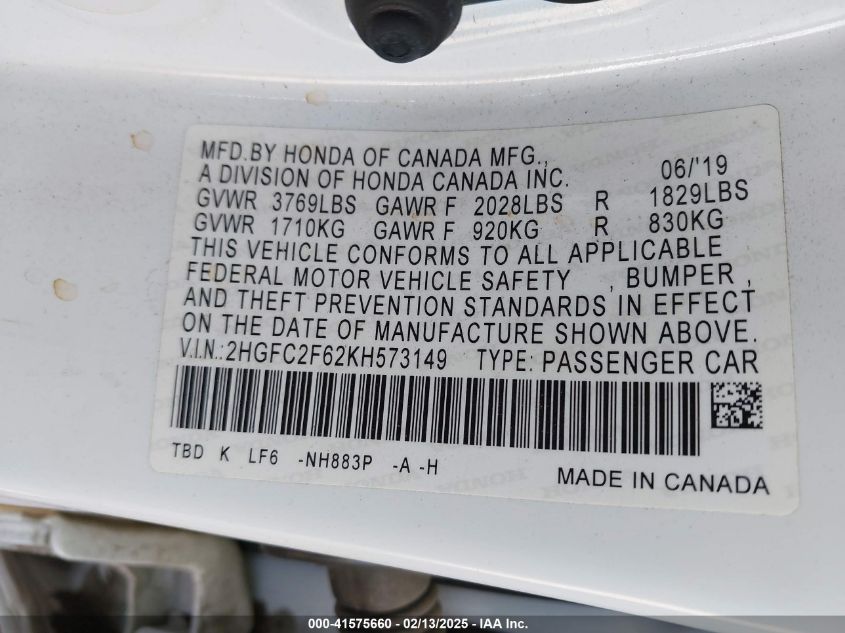 MFD.BY HONDA OF CANADA MFG.,
A DIVISION OF HONDA CANADA INC. 06/'19
GVWR 3769LBS GAWR F 2028LBS R 1829LBS
GVWR 1710KG GAWR F 920KG R 830KG
THIS VEHICLE CONFORMS TO ALL APPLICABLE
FEDERAL MOTOR VEHICLE SAFETY , BUMPER ,
AND THEFT PREVENTION STANDARDS IN EFFECT
ON THE DATE OF MANUFACTURE SHOWN ABOVE.
V.I.N.:2HGFC2F62KH573149 TYPE: PASSENGER CAR
TBD K LF6 -NH883P -A -H
MADE IN CANADA
000-41575660 - 02/13/2025 - IAA Inc.